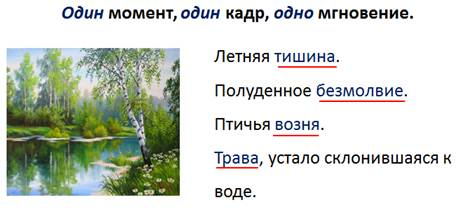 Один момент, один кадр, одно мгновение.
Летняя тишина.
Полуденное безмолвие.
Птичья возня.
Трава, устало склонившаяся к
воде.